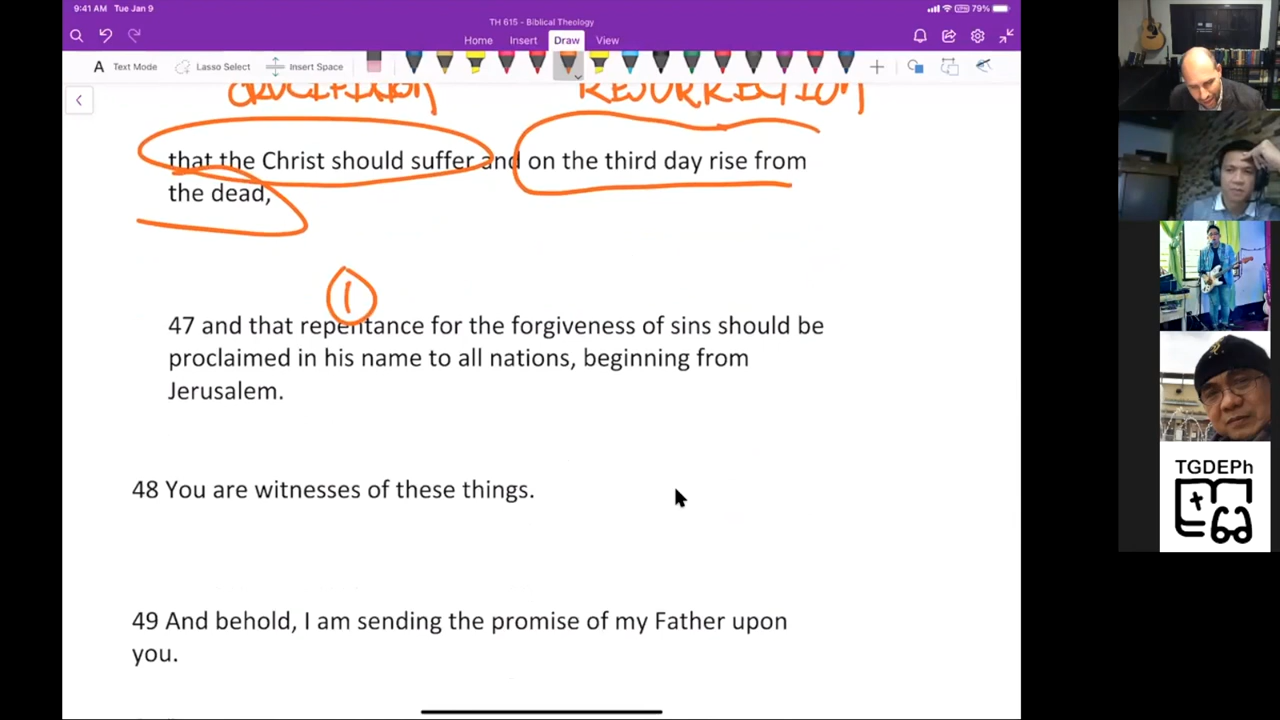 9:41 AM Tue Jan 9
79%
TH 615 - Biblical Theology
Home Insert Draw View
Text Mode Lasso Select Insert Space
CRUCIFIXION RESURRECTION
that the Christ should suffer and on the third day rise from
the dead,
1
47 and that repentance for the forgiveness of sins should be
proclaimed in his name to all nations, beginning from
Jerusalem.
48 You are witnesses of these things.
49 And behold, I am sending the promise of my Father upon
you.
TGDEPh